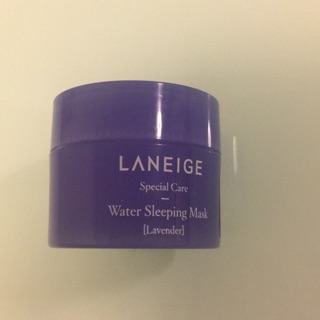 LANEIGE
Special Care
Water Sleeping Mask
[Lavender]